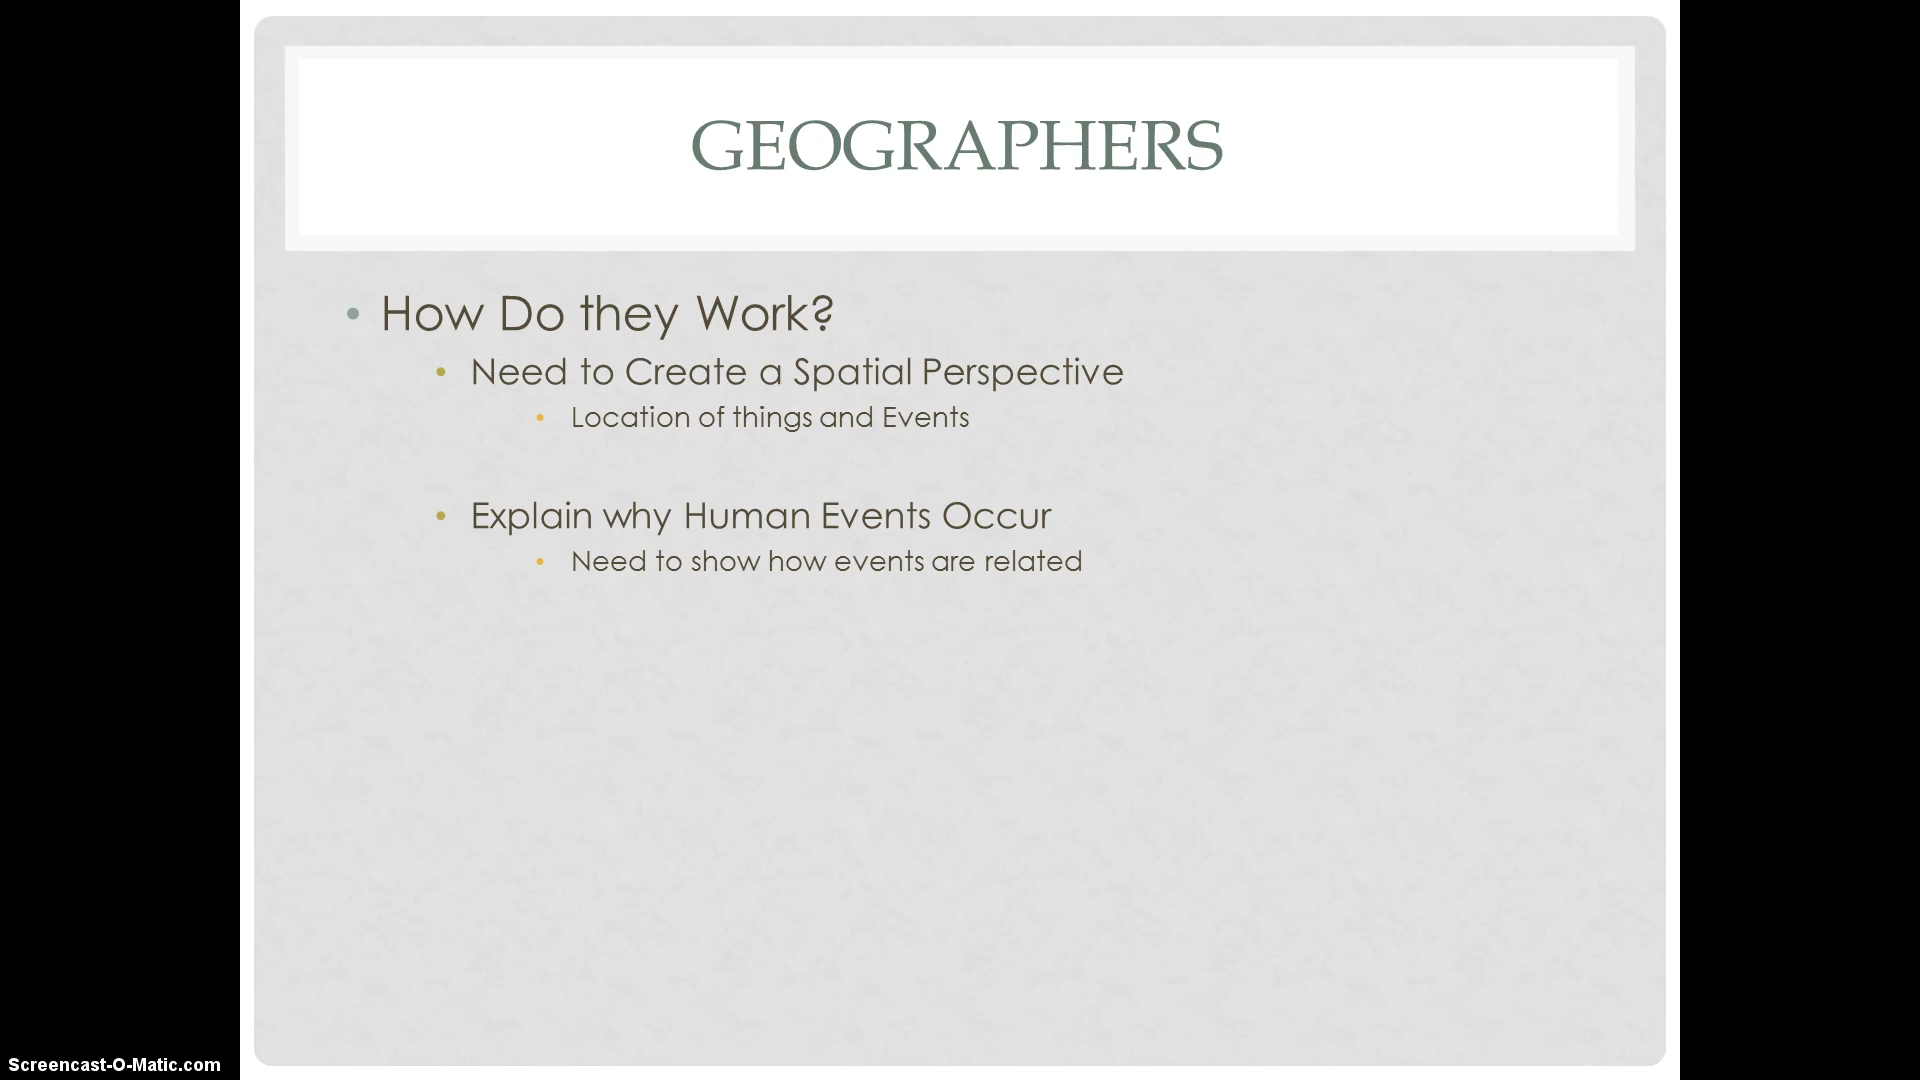 GEOGRAPHERS
• How Do they Work?
• Need to Create a Spatial Perspective
• Location of things and Events
• Explain why Human Events Occur
• Need to show how events are related
Screencast-O-Matic.com